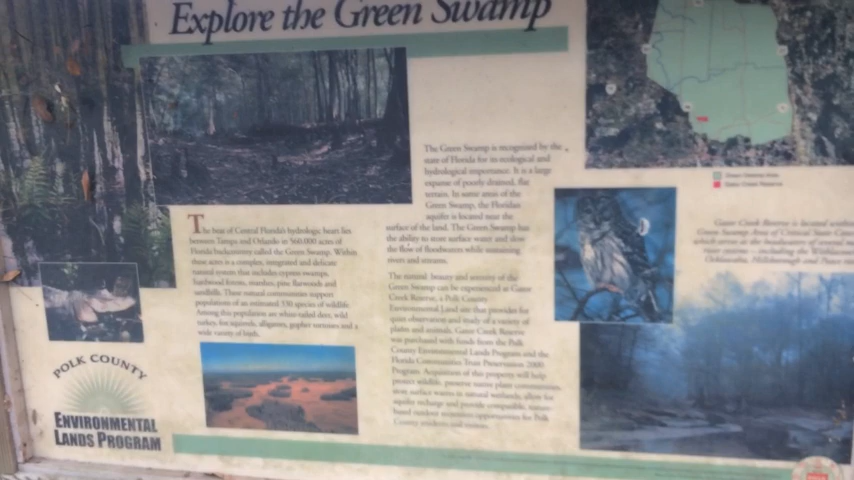 Explore the Green Swamp
The Green Swamp is recognized by the
state of Florida for its ecological and
hydrological importance. It is a large
expanse of poorly drained, flat
terrain. In some areas of the
Green Swamp, the Floridan
aquifer is located near the
surface of the land. The Green Swamp has
the ability to store surface water and slow
the flow of floodwaters while sustaining
rivers and streams.
The natural beauty and serenity of the
Green Swamp can be experienced at Gator
Creek Reserve, a Polk County
Environmental Land site that provides for
quiet observation and study of a variety of
plants and animals. Gator Creek Reserve
was purchased with funds from the Polk
County Environmental Lands Program and the
Florida Communities Trust Preservation 2000
Program. Acquisition of this property will help
protect wildlife, preserve native plant communities,
store surface waters in natural wetlands, allow for
aquifer recharge and provide compatible, nature-
based outdoor recreation opportunities for Polk
County residents and visitors.
The heart of Central Florida's hydrologic heart lies
between Tampa and Orlando in 560,000 acres of
Florida backcountry called the Green Swamp. Within
these acres is a complex, integrated and delicate
natural system that includes cypress swamps,
hardwood forests, marshes, pine flatwoods and
sandhills. These natural communities support
populations of an estimated 330 species of wildlife.
Among this population are white-tailed deer, wild
turkey, fox squirrels, alligators, gopher tortoises and a
wide variety of birds.
Gator Creek Reserve is located within
Green Swamp Area of Critical State
which serves as the headwaters of
including the
POLK COUNTY
ENVIRONMENTAL
LANDS PROGRAM